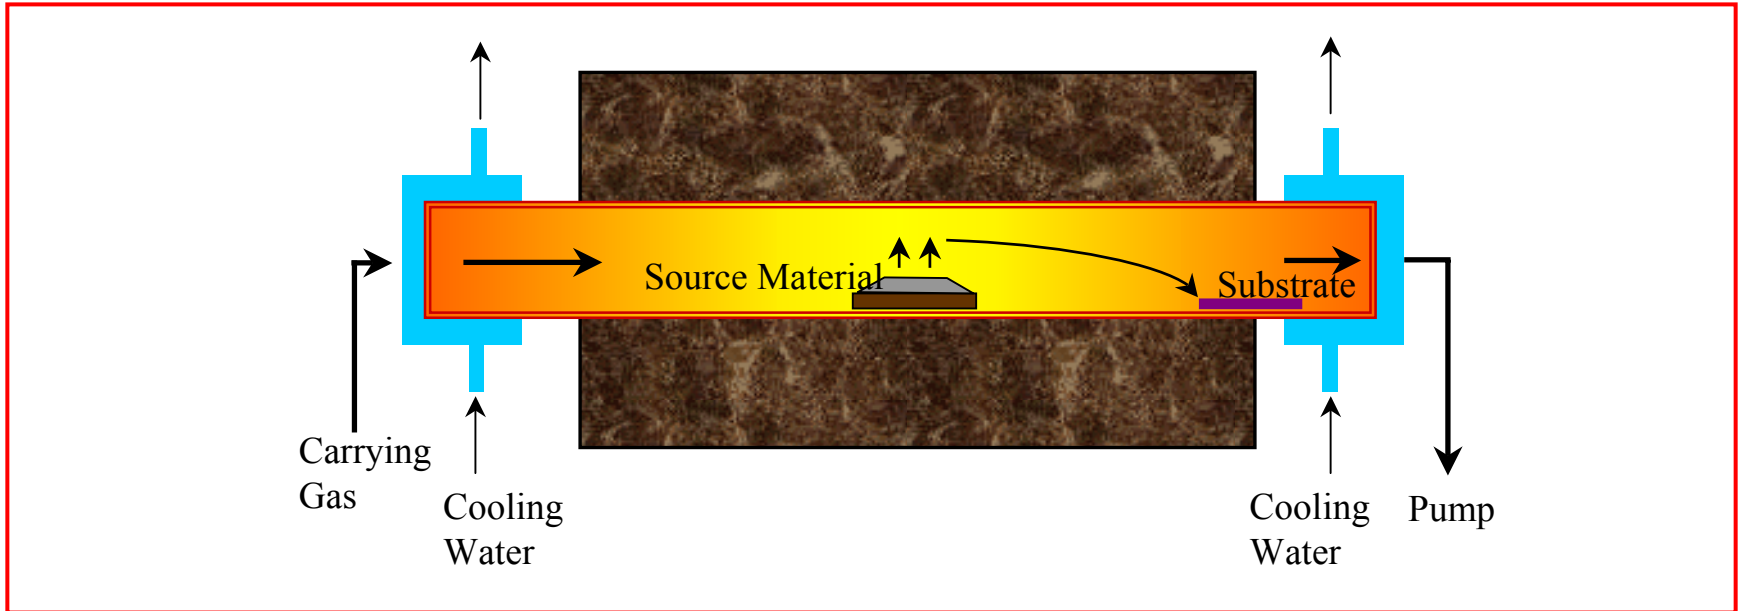 Source Material
Substrate
Carrying
Gas
Cooling
Water
Cooling
Water
Pump